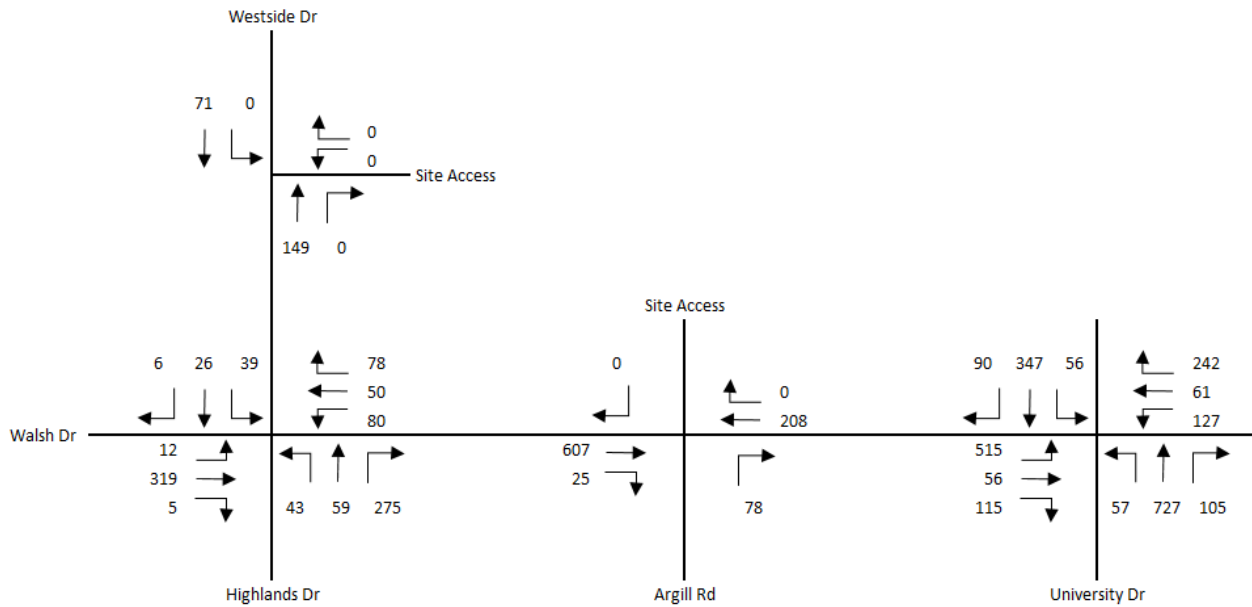 Westside Dr
71 0
0
0
Site Access
149 0
Site Access
6 26 39
78
50
80
0
0
208
90 347 56
242
61
127
Walsh Dr
12
319
5
43 59 275
607
25
78
515
56
115
57 727 105
Highlands Dr
Argill Rd
University Dr